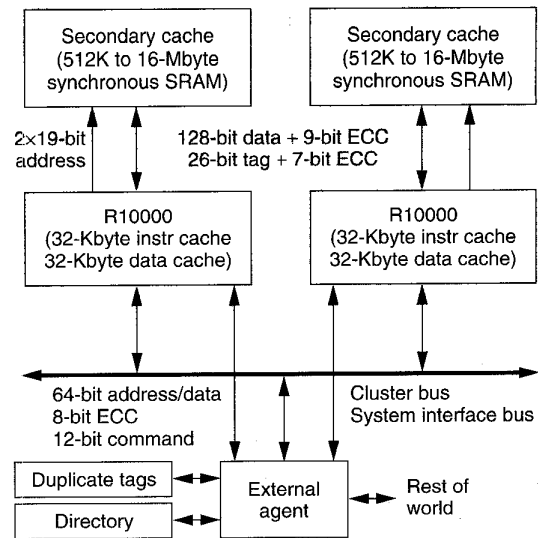 Secondary cache
(512K to 16-Mbyte
synchronous SRAM)
Secondary cache
(512K to 16-Mbyte
synchronous SRAM)
2×19-bit
address
128-bit data + 9-bit ECC
26-bit tag + 7-bit ECC
R10000
(32-Kbyte instr cache
32-Kbyte data cache)
R10000
(32-Kbyte instr cache
32-Kbyte data cache)
64-bit address/data
8-bit ECC
12-bit command
Cluster bus
System interface bus
Duplicate tags
Directory
External
agent
Rest of
world